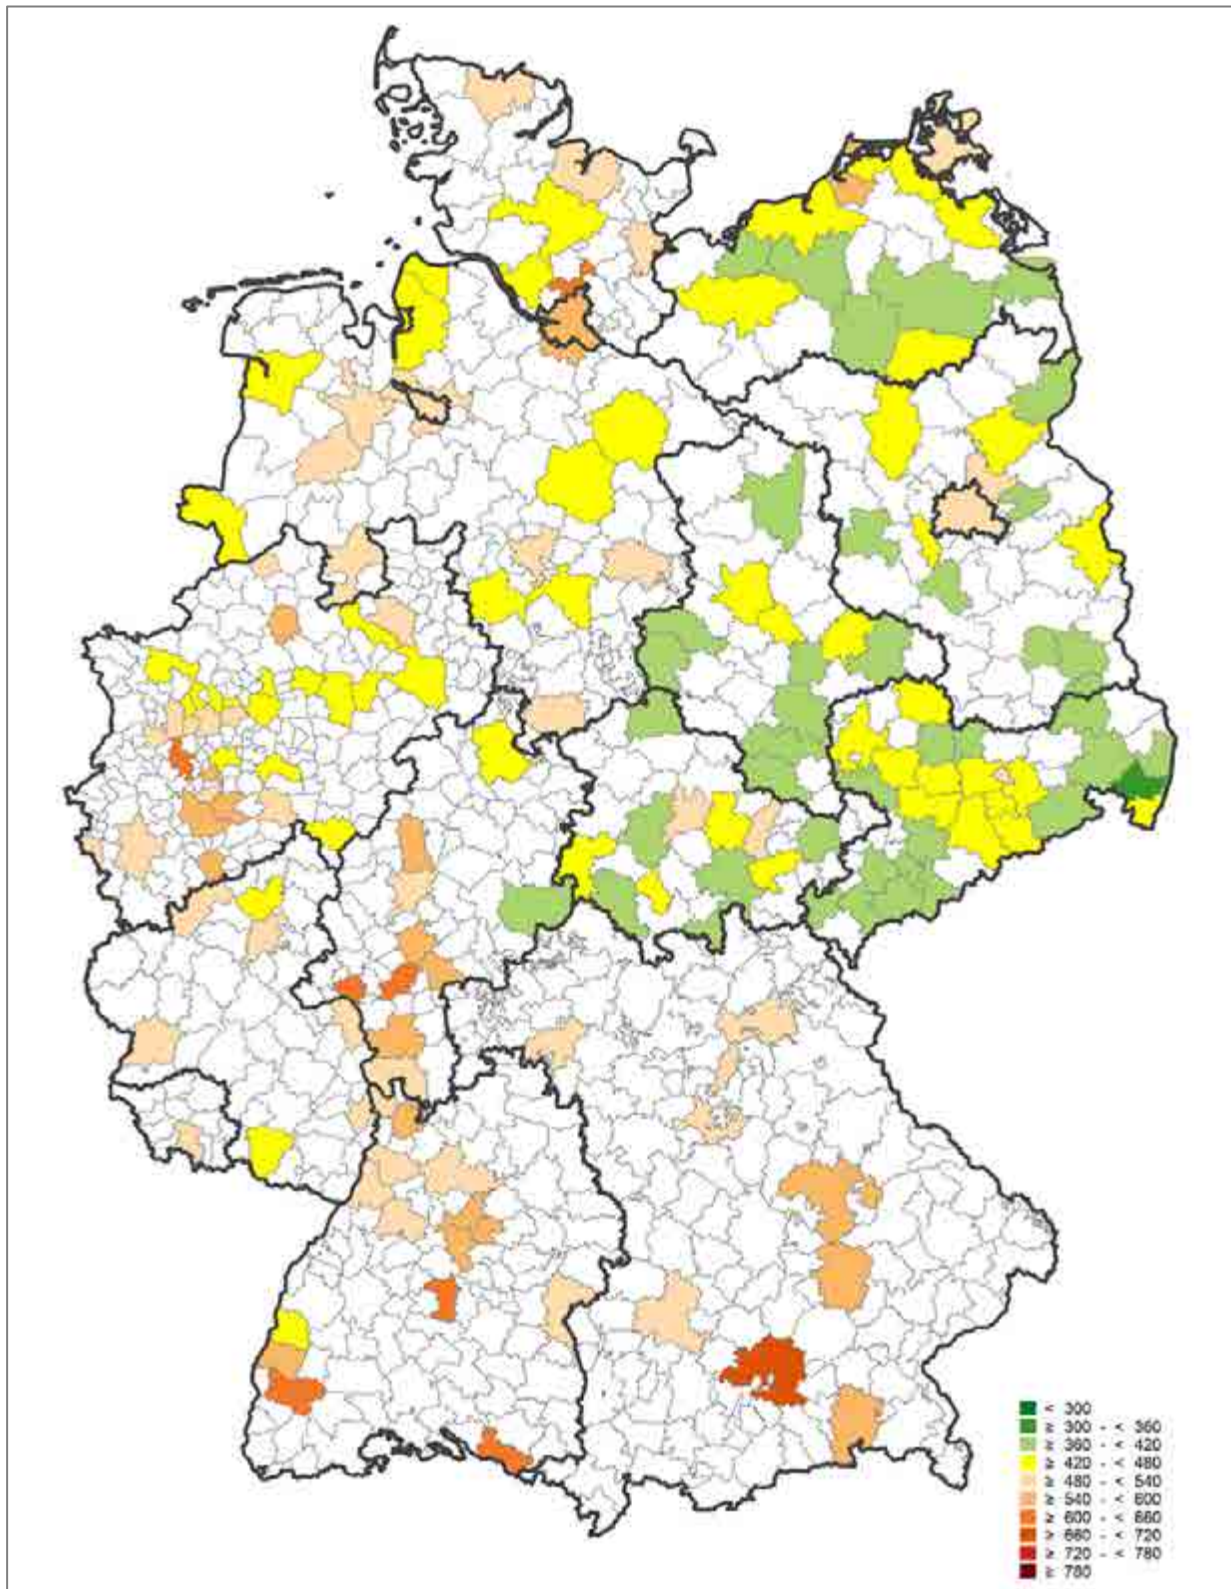 < 300
≥ 300 - < 360
≥ 360 - < 420
≥ 420 - < 480
≥ 480 - < 540
≥ 540 - < 600
≥ 600 - < 660
≥ 660 - < 720
≥ 720 - < 780
≥ 780